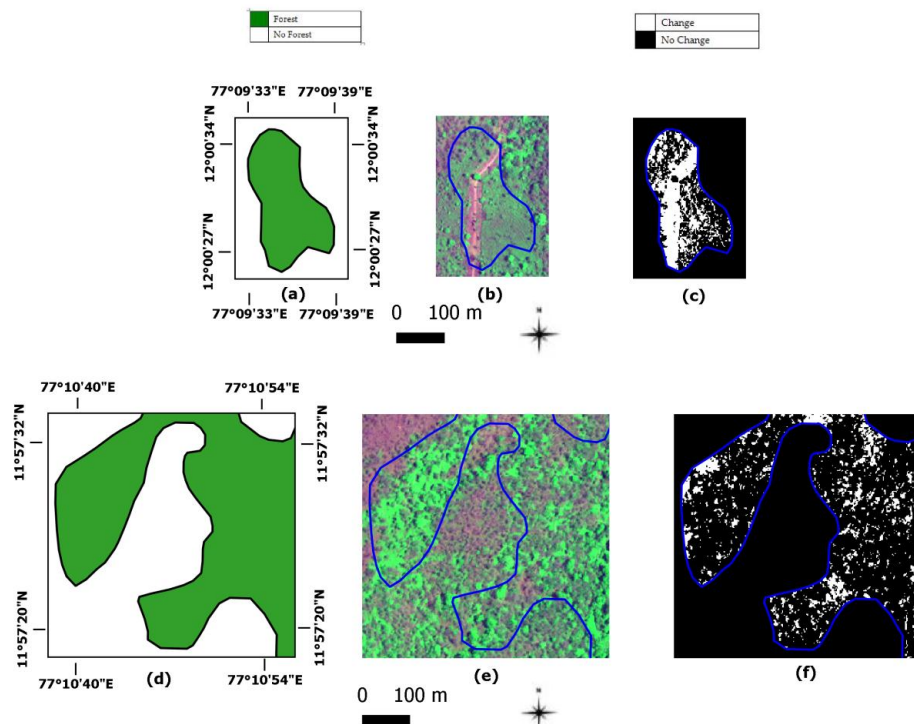 Forest
No Forest
Change
No Change
77°09'33"E
77°09'39"E
12°00'34"N
12°00'34"N
12°00'27"N
12°00'27"N
(a)
(b)
(c)
77°09'33"E
77°09'39"E
0 100 m
N
77°10'40"E
77°10'54"E
11°57'32"N
11°57'32"N
11°57'20"N
11°57'20"N
77°10'40"E
(d)
77°10'54"E
(e)
(f)
0 100 m
N